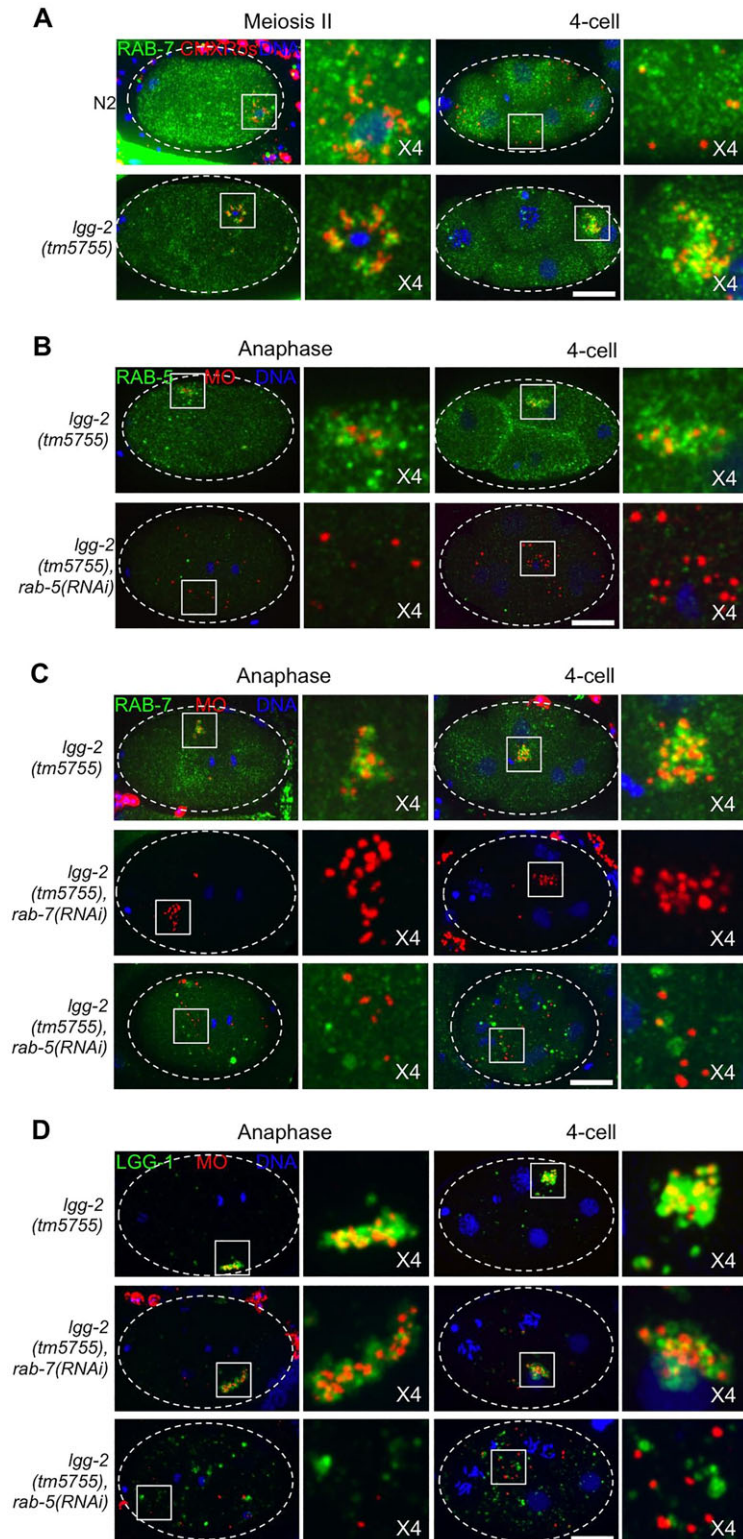 A
Meiosis II 4-cell
RAB-7 CMXRos DNA
N2
X4 X4
lgg-2
(tm5755)
X4 X4
B
Anaphase 4-cell
RAB-5 MO DNA
lgg-2
(tm5755)
X4 X4
lgg-2
(tm5755),
rab-5(RNAi)
X4 X4
C
Anaphase 4-cell
RAB-7 MO DNA
lgg-2
(tm5755)
X4 X4
lgg-2
(tm5755),
rab-7(RNAi)
X4 X4
lgg-2
(tm5755),
rab-5(RNAi)
X4 X4
D
Anaphase 4-cell
LGG-1 MO DNA
lgg-2
(tm5755)
X4 X4
lgg-2
(tm5755),
rab-7(RNAi)
X4 X4
lgg-2
(tm5755),
rab-5(RNAi)
X4 X4